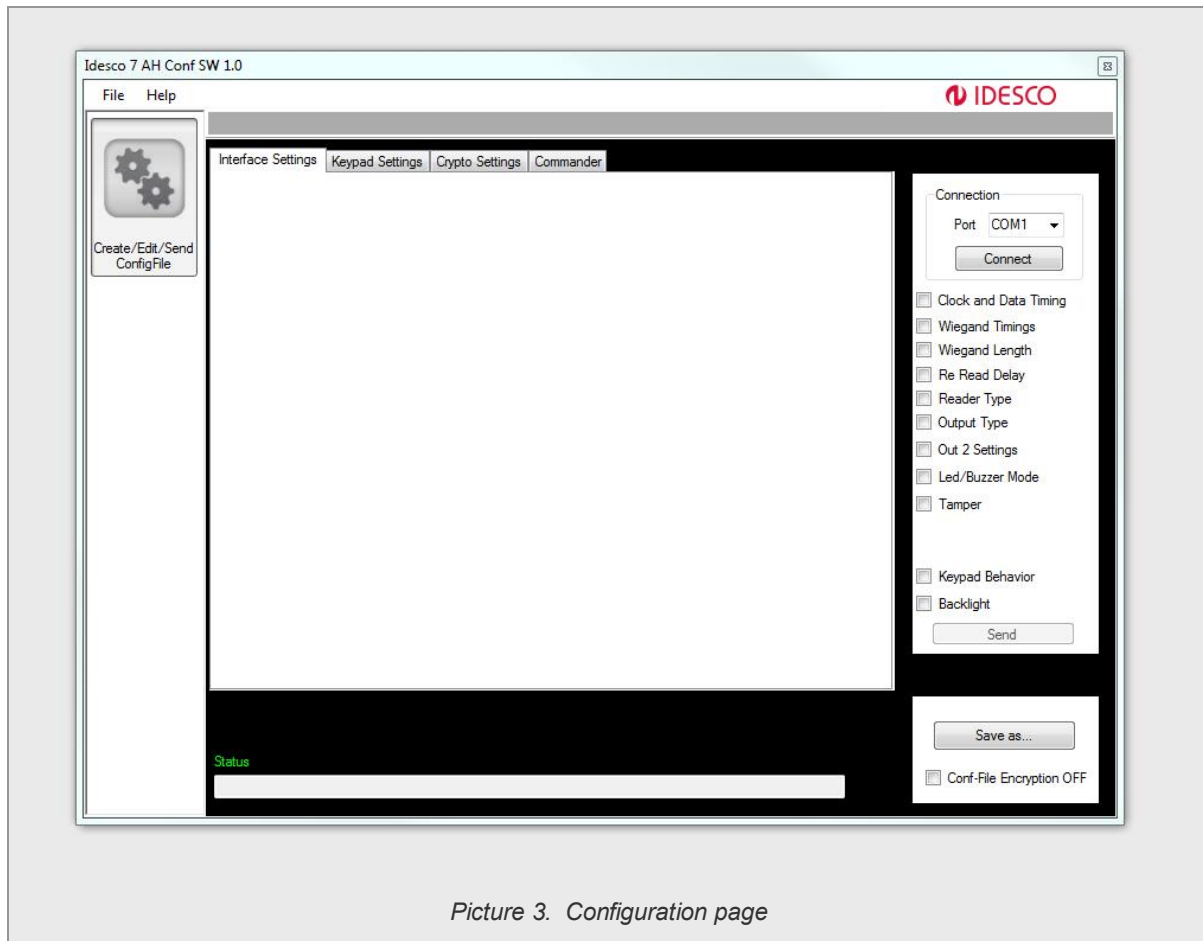 Idesco 7 AH Conf SW 1.0
File Help
IDESCO
Create/Edit/Send
ConfigFile
Interface Settings Keypad Settings Crypto Settings Commander
Connection
Port COM1
Connect
Clock and Data Timing
Wiegand Timings
Wiegand Length
Re Read Delay
Reader Type
Output Type
Out 2 Settings
Led/Buzzer Mode
Tamper
Keypad Behavior
Backlight
Send
Save as...
Status
Conf-File Encryption OFF
Picture 3. Configuration page